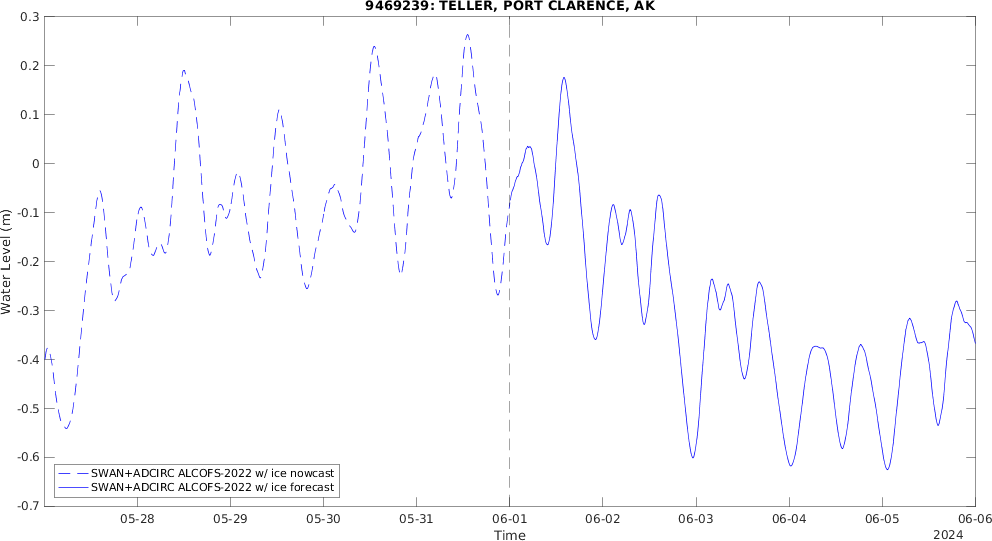 9469239: TELLER, PORT CLARENCE, AK
0.3
0.2
0.1
0
-0.1
-0.2
-0.3
-0.4
-0.5
-0.6
-0.7
Water Level (m)
SWAN+ADCIRC ALCOFS-2022 w/ ice nowcast
SWAN+ADCIRC ALCOFS-2022 w/ ice forecast
05-28 05-29 05-30 05-31 06-01 06-02 06-03 06-04 06-05 06-06
Time
2024